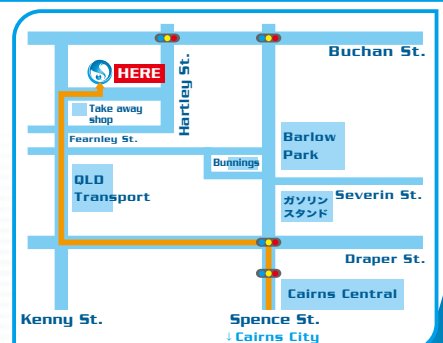 Buchan St.
HERE
Hartley St.
Take away
shop
Fearnley St.
Barlow
Park
Bunnings
QLD
Transport
Severin St.
ガソリン
スタンド
Draper St.
Cairns Central
Kenny St.
Spence St.
↓Cairns City